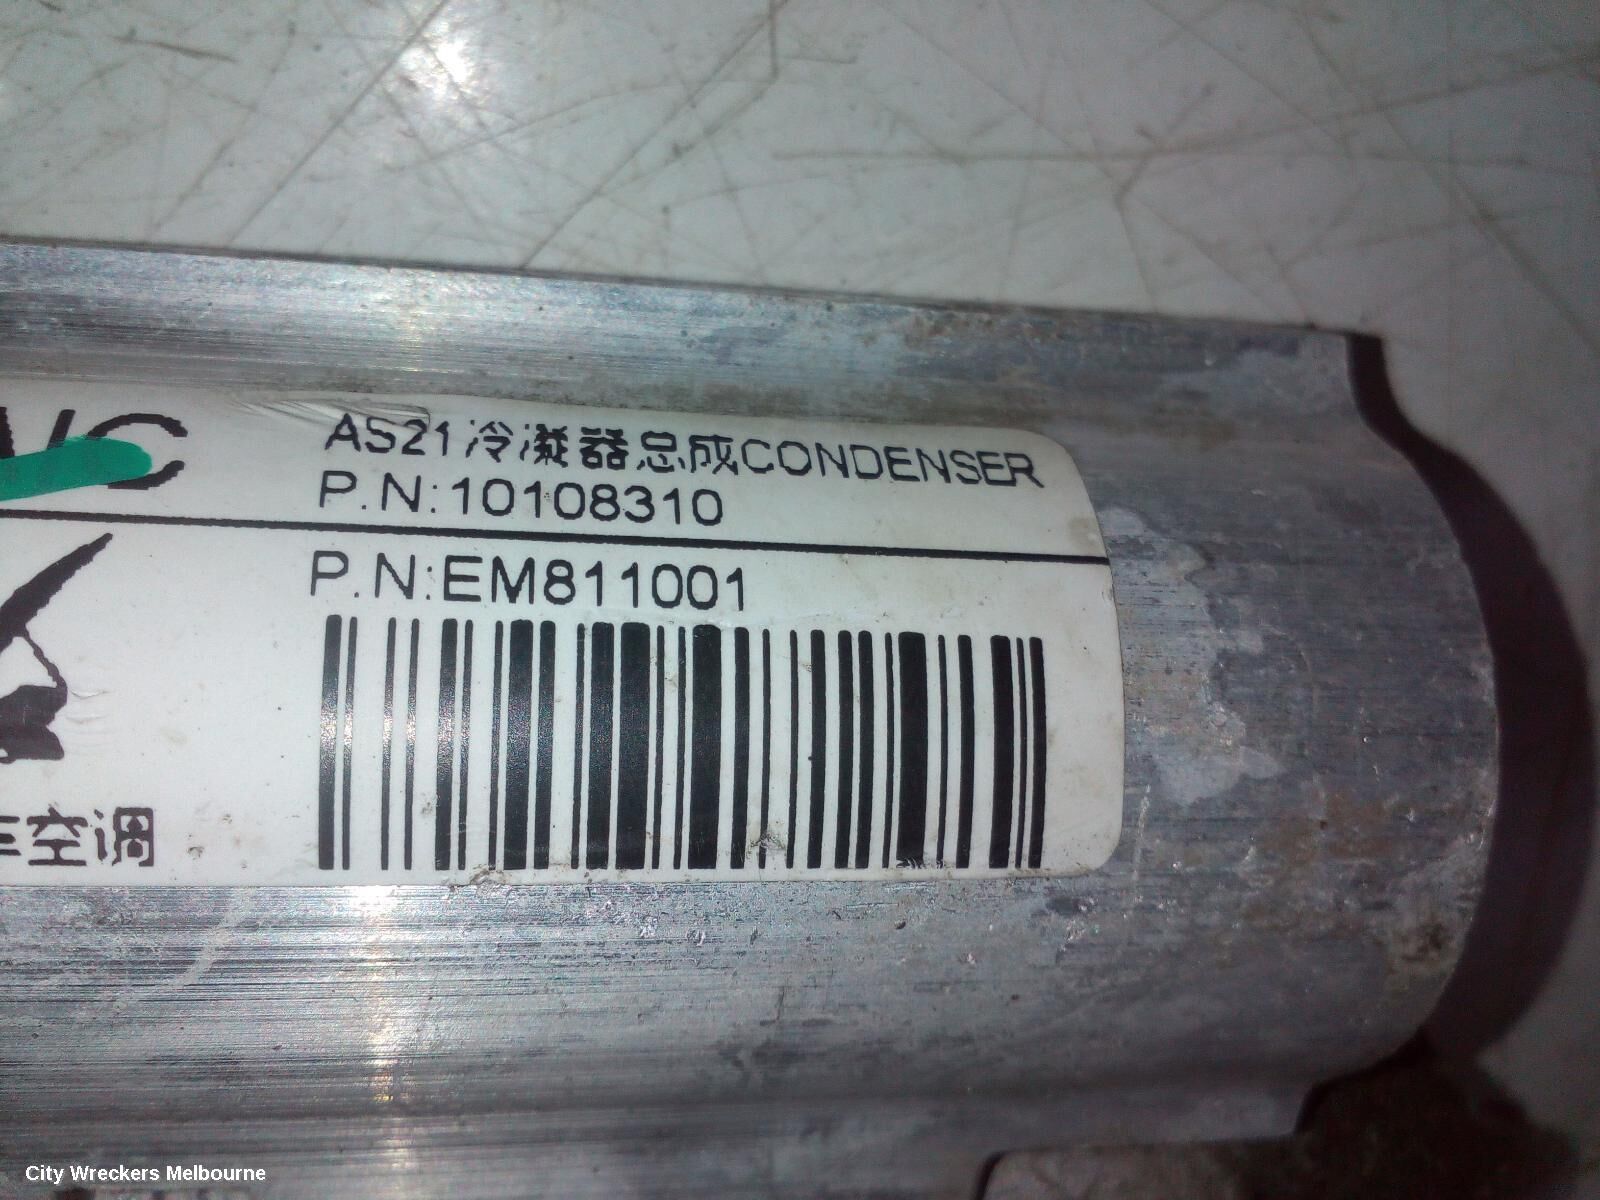 AS21冷凝器总成CONDENSER
P.N:10108310
P.N:EM811001
空调
City Wreckers Melbourne